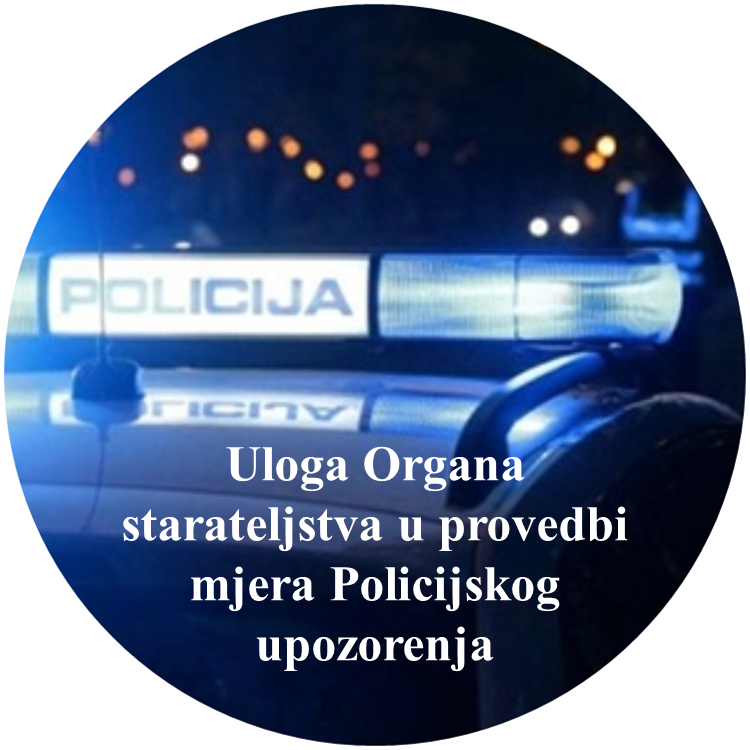 POLICIJA
Uloga Organa
starateljstva u provedbi
mjera Policijskog
upozorenja